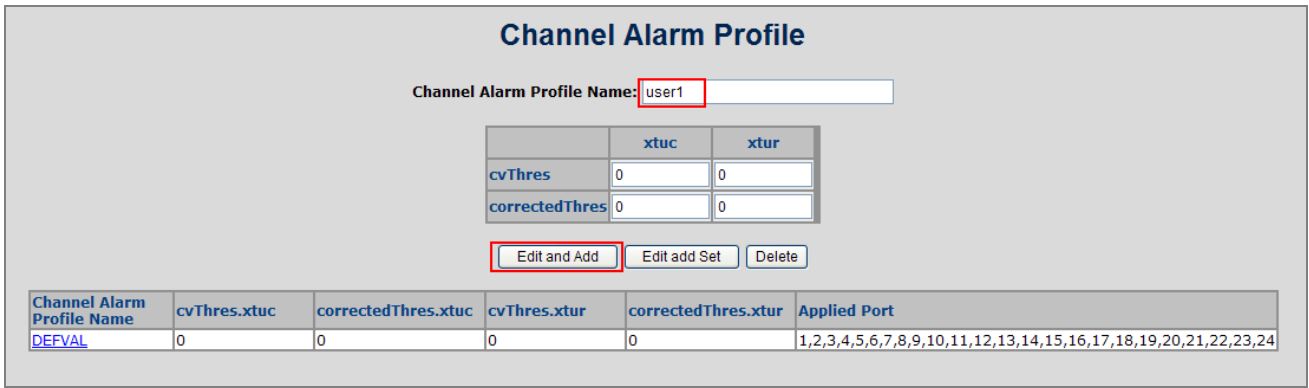 Channel Alarm Profile
Channel Alarm Profile Name: user1
xtuc xtur
cvThres 0 0
correctedThres 0 0
Edit and Add Edit add Set Delete
Channel Alarm Profile Name cvThres.xtuc correctedThres.xtuc cvThres.xtur correctedThres.xtur Applied Port
DEFVAL 0 0 0 0 1,2,3,4,5,6,7,8,9,10,11,12,13,14,15,16,17,18,19,20,21,22,23,24